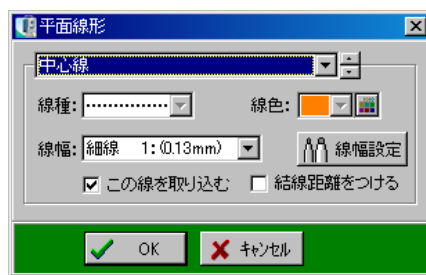 平面線形
中心線
線種: 線色:
線幅: 細線 1:(0.13mm) 線幅設定
この線を取り込む 結線距離をつける
OK キャンセル